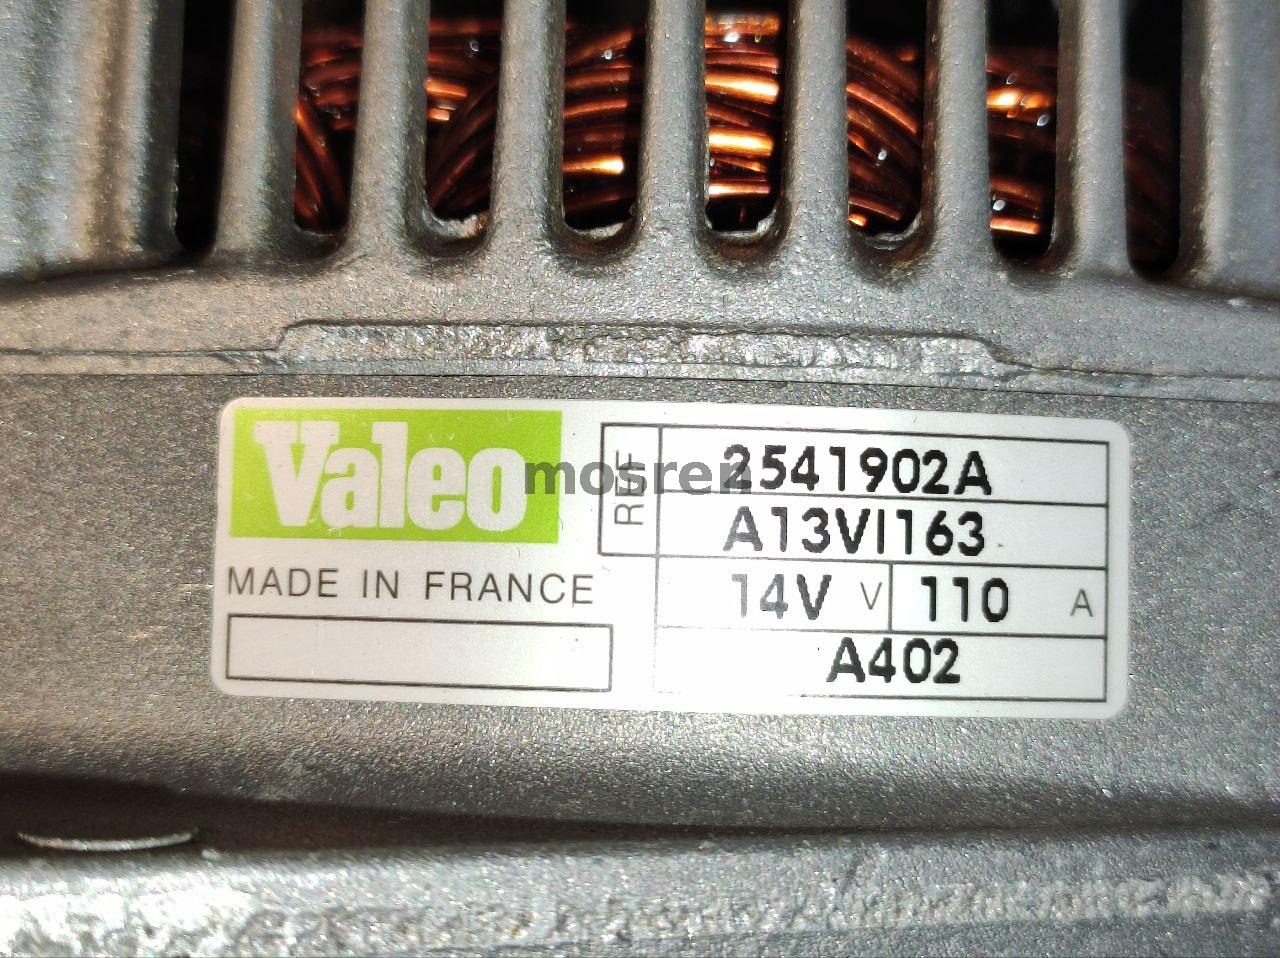 Valeo
mosren
REF
2541902A
A13VI163
MADE IN FRANCE
14V V 110 A
A402